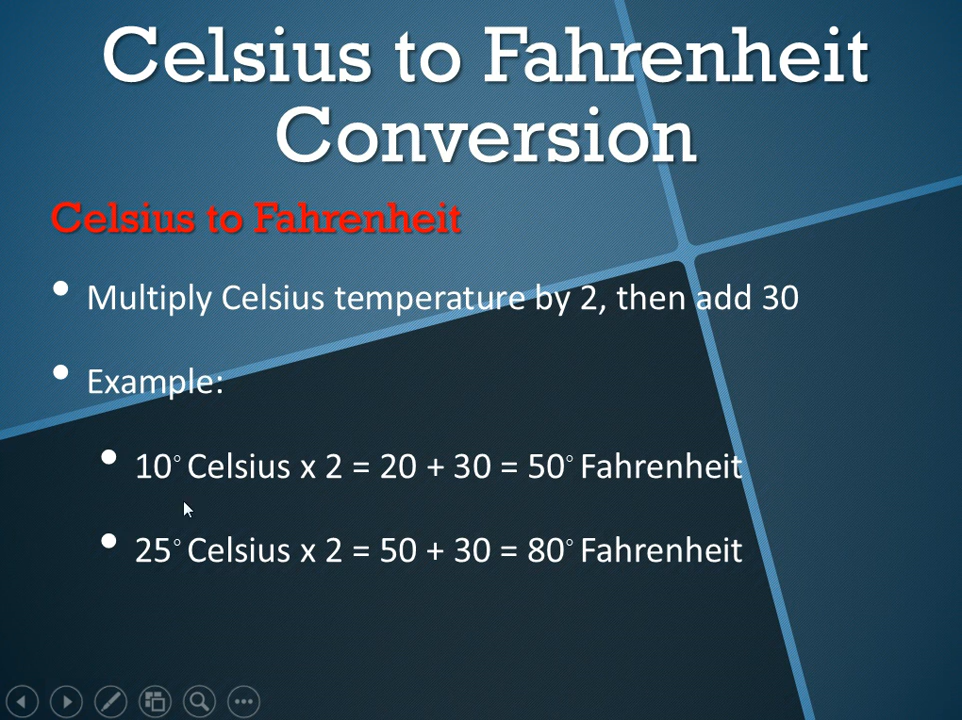 Celsius to Fahrenheit
Conversion
Celsius to Fahrenheit
• Multiply Celsius temperature by 2, then add 30
• Example:
• 10° Celsius x 2 = 20 + 30 = 50° Fahrenheit
• 25° Celsius x 2 = 50 + 30 = 80° Fahrenheit